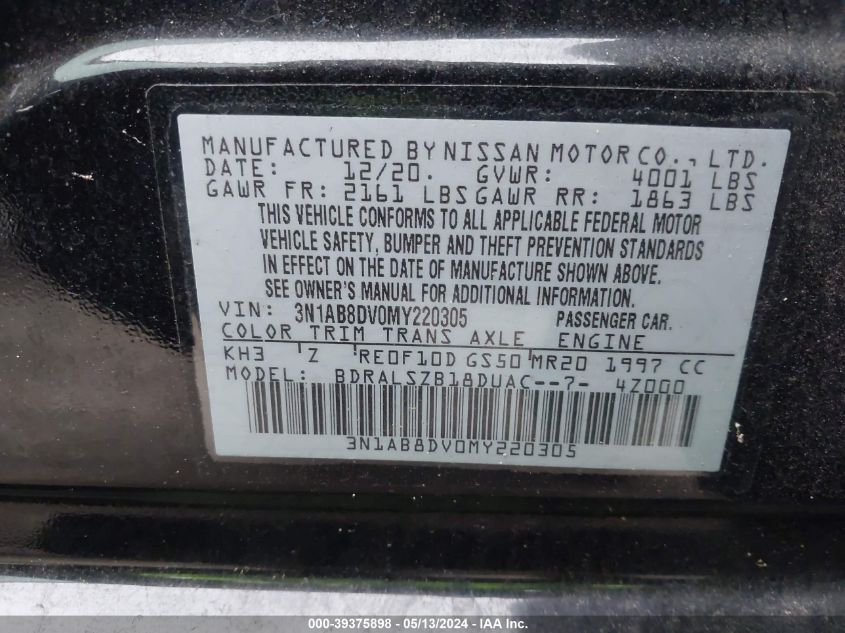 MANUFACTURED BY NISSAN MOTOR CO., LTD.
DATE: 12/20. GVWR: 4001 LBS
GAWR FR: 2161 LBS GAWR RR: 1863 LBS
THIS VEHICLE CONFORMS TO ALL APPLICABLE FEDERAL MOTOR
VEHICLE SAFETY, BUMPER AND THEFT PREVENTION STANDARDS
IN EFFECT ON THE DATE OF MANUFACTURE SHOWN ABOVE.
SEE OWNER'S MANUAL FOR ADDITIONAL INFORMATION.
VIN: 3N1AB8DV0MY220305 PASSENGER CAR.
COLOR TRIM TRANS AXLE ENGINE
KH3 Z RE0F10D GS50 MR20 1997 CC
MODEL: BDRALSZB18DUAC--7- 4Z000
3N1AB8DV0MY220305
000-39375898 - 05/13/2024 - IAAI.COM